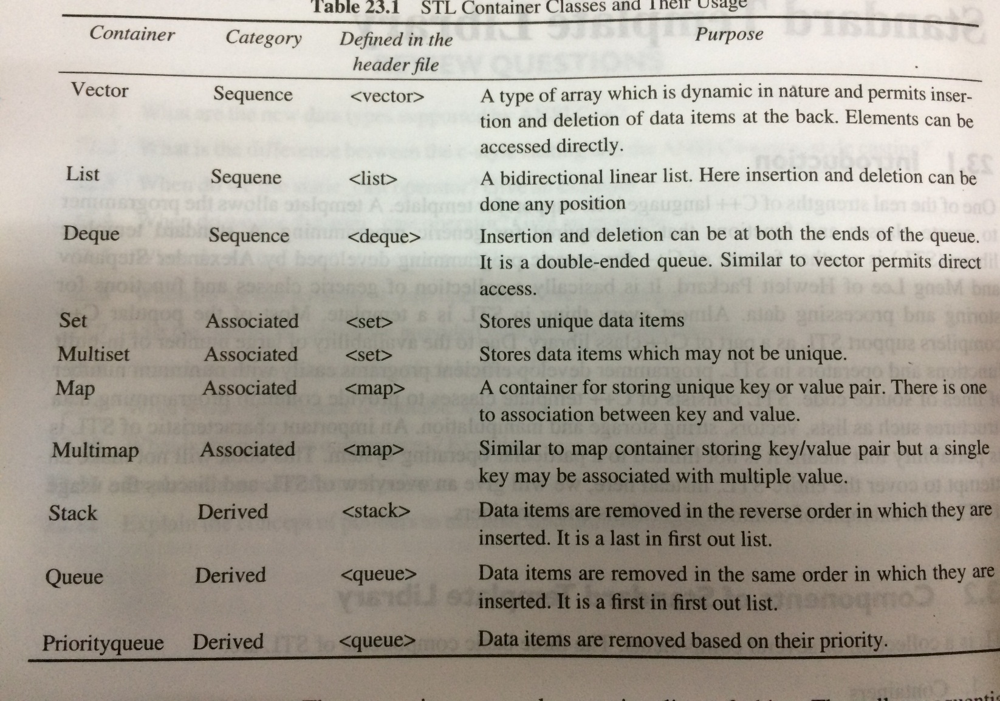 Table 23.1 STL Container Classes and Their Usage
Container Category Defined in the Purpose
header file
Vector Sequence <vector> A type of array which is dynamic in nature and permits inser-
tion and deletion of data items at the back. Elements can be
accessed directly.
List Sequene <list> A bidirectional linear list. Here insertion and deletion can be
done any position
Deque Sequence <deque> Insertion and deletion can be at both the ends of the queue.
It is a double-ended queue. Similar to vector permits direct
access.
Set Associated <set> Stores unique data items
Multiset Associated <set> Stores data items which may not be unique.
Map Associated <map> A container for storing unique key or value pair. There is one
to association between key and value.
Multimap Associated <map> Similar to map container storing key/value pair but a single
key may be associated with multiple value.
Stack Derived <stack> Data items are removed in the reverse order in which they are
inserted. It is a last in first out list.
Queue Derived <queue> Data items are removed in the same order in which they are
inserted. It is a first in first out list.
Priorityqueue Derived <queue> Data items are removed based on their priority.